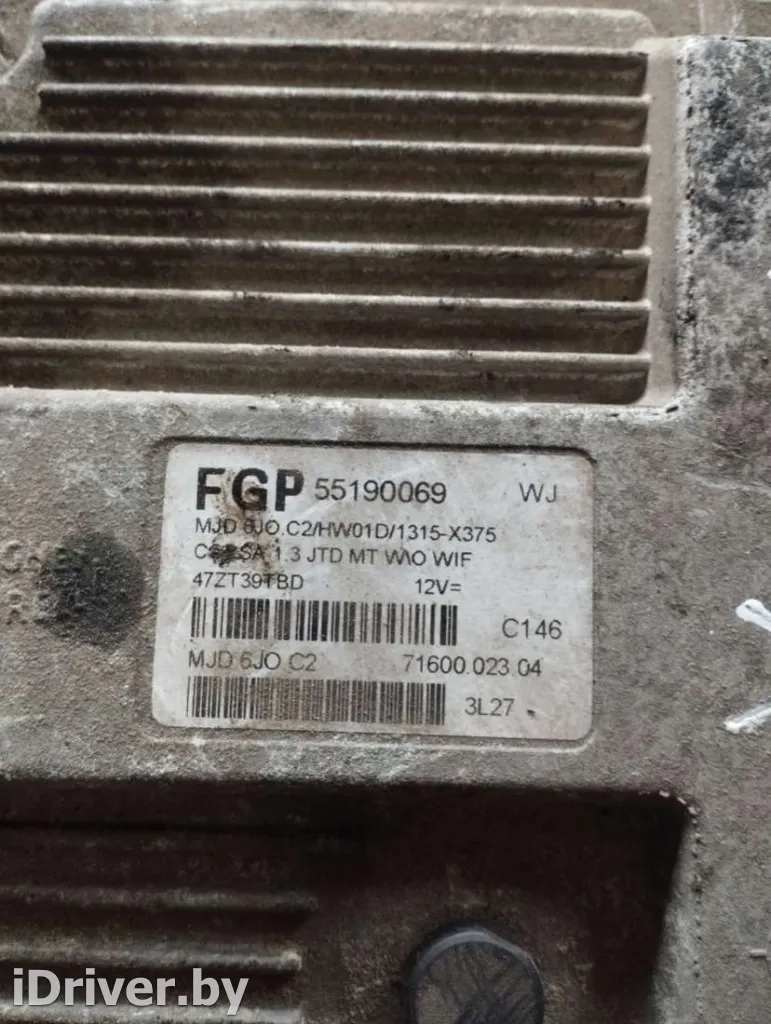 FGP 55190069 WJ
MJD 6JO.C2/HW01D/1315-X375
CORSA 1.3 JTD MT W\O WIF
47ZT39TBD 12V=
C146
MJD 6JO C2 71600.023.04
3L27
iDriver.by